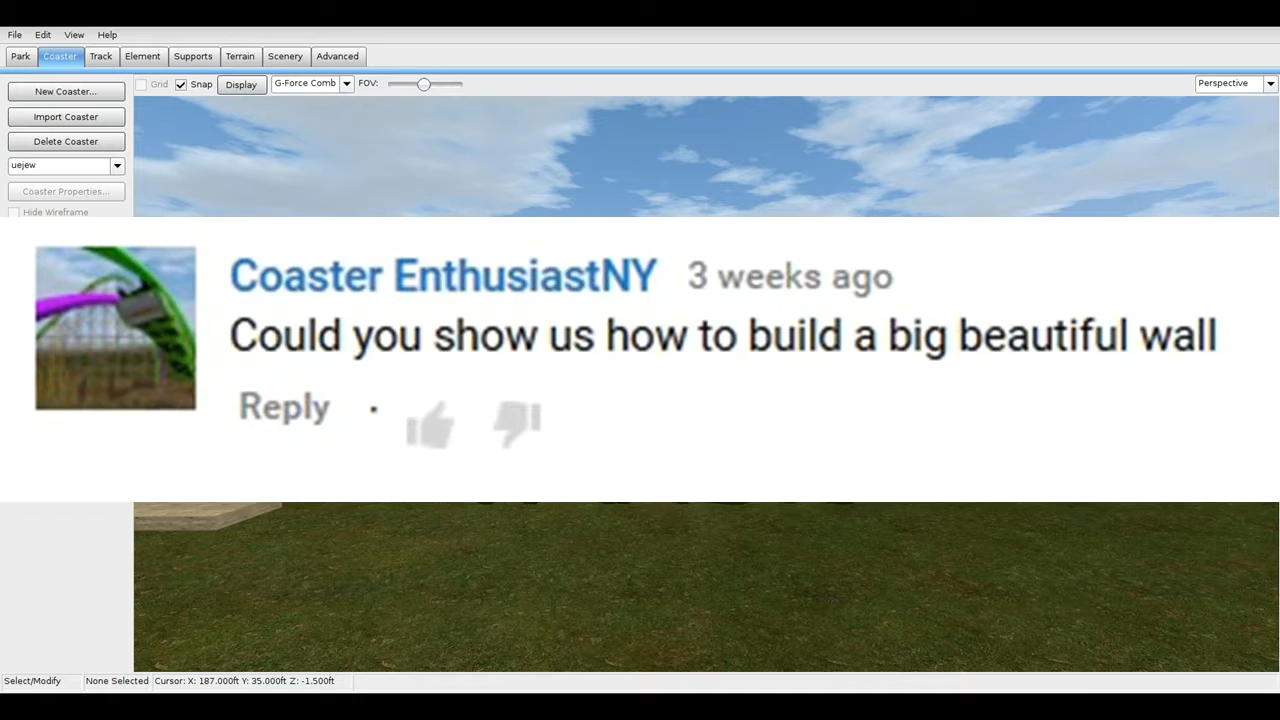 File Edit View Help
Park Coaster Track Element Supports Terrain Scenery Advanced
New Coaster... Grid Snap Display G-Force Comb FOV: Perspective
Import Coaster
Delete Coaster
uejew
Coaster Properties...
Hide Wireframe
Coaster EnthusiastNY 3 weeks ago
Could you show us how to build a big beautiful wall
Reply ·
Select/Modify None Selected Cursor: X: 187.000ft Y: 35.000ft Z: -1.500ft